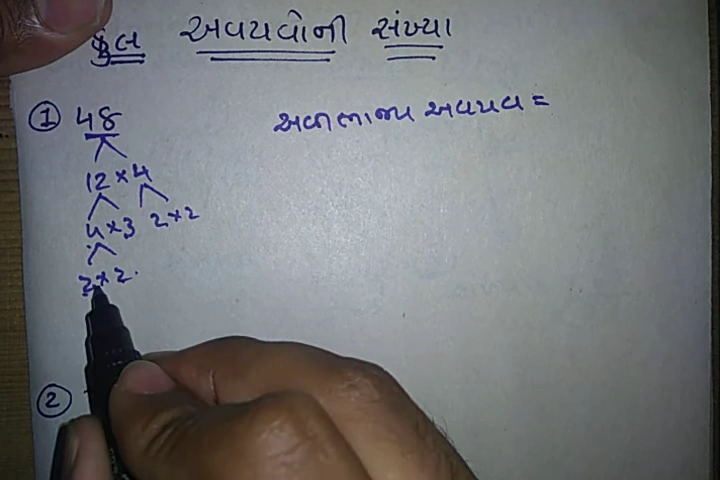 કુલ અવયવોની સંખ્યા
① 48 અવિભાજ્ય અવયવ =
12 × 4
4 × 3 2 × 2
2 × 2
②